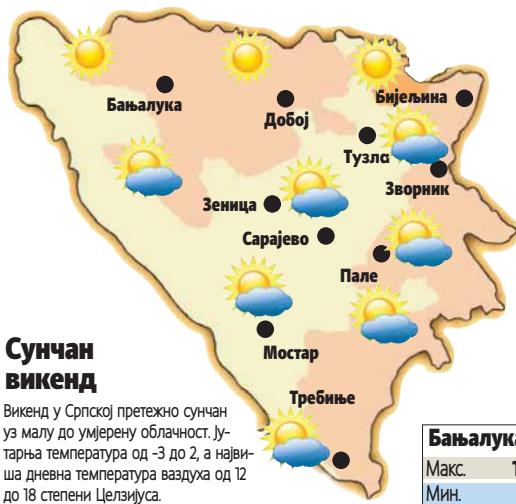 Бањалука
Добој
Бијељина
Тузла
Зворник
Зеница
Сарајево
Пале
Мостар
Требиње
Сунчан
викенд
Викенд у Српској претежно сунчан
уз малу до умјерену облачност. Ју-
тарња температура од -3 до 2, а најви-
ша дневна температура ваздуха од 12
до 18 степени Целзијуса.
Бањалука
Макс. 1
Мин.